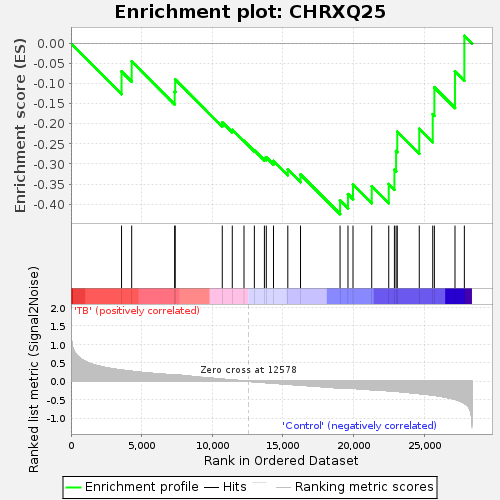 Enrichment plot: CHRXQ25
Enrichment score (ES)
0.00
-0.05
-0.10
-0.15
-0.20
-0.25
-0.30
-0.35
-0.40
Ranked list metric (Signal2Noise)
2.0
1.5
1.0
0.5
0.0
-0.5
-1.0
'TB' (positively correlated)
Zero cross at 12578
'Control' (negatively correlated)
0
5,000
10,000
15,000
20,000
25,000
Rank in Ordered Dataset
Enrichment profile
Hits
Ranking metric scores